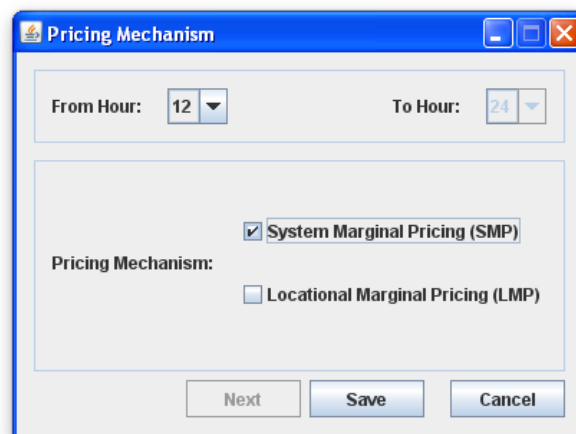 Pricing Mechanism
From Hour: 12 To Hour: 24
System Marginal Pricing (SMP)
Pricing Mechanism:
Locational Marginal Pricing (LMP)
Next Save Cancel